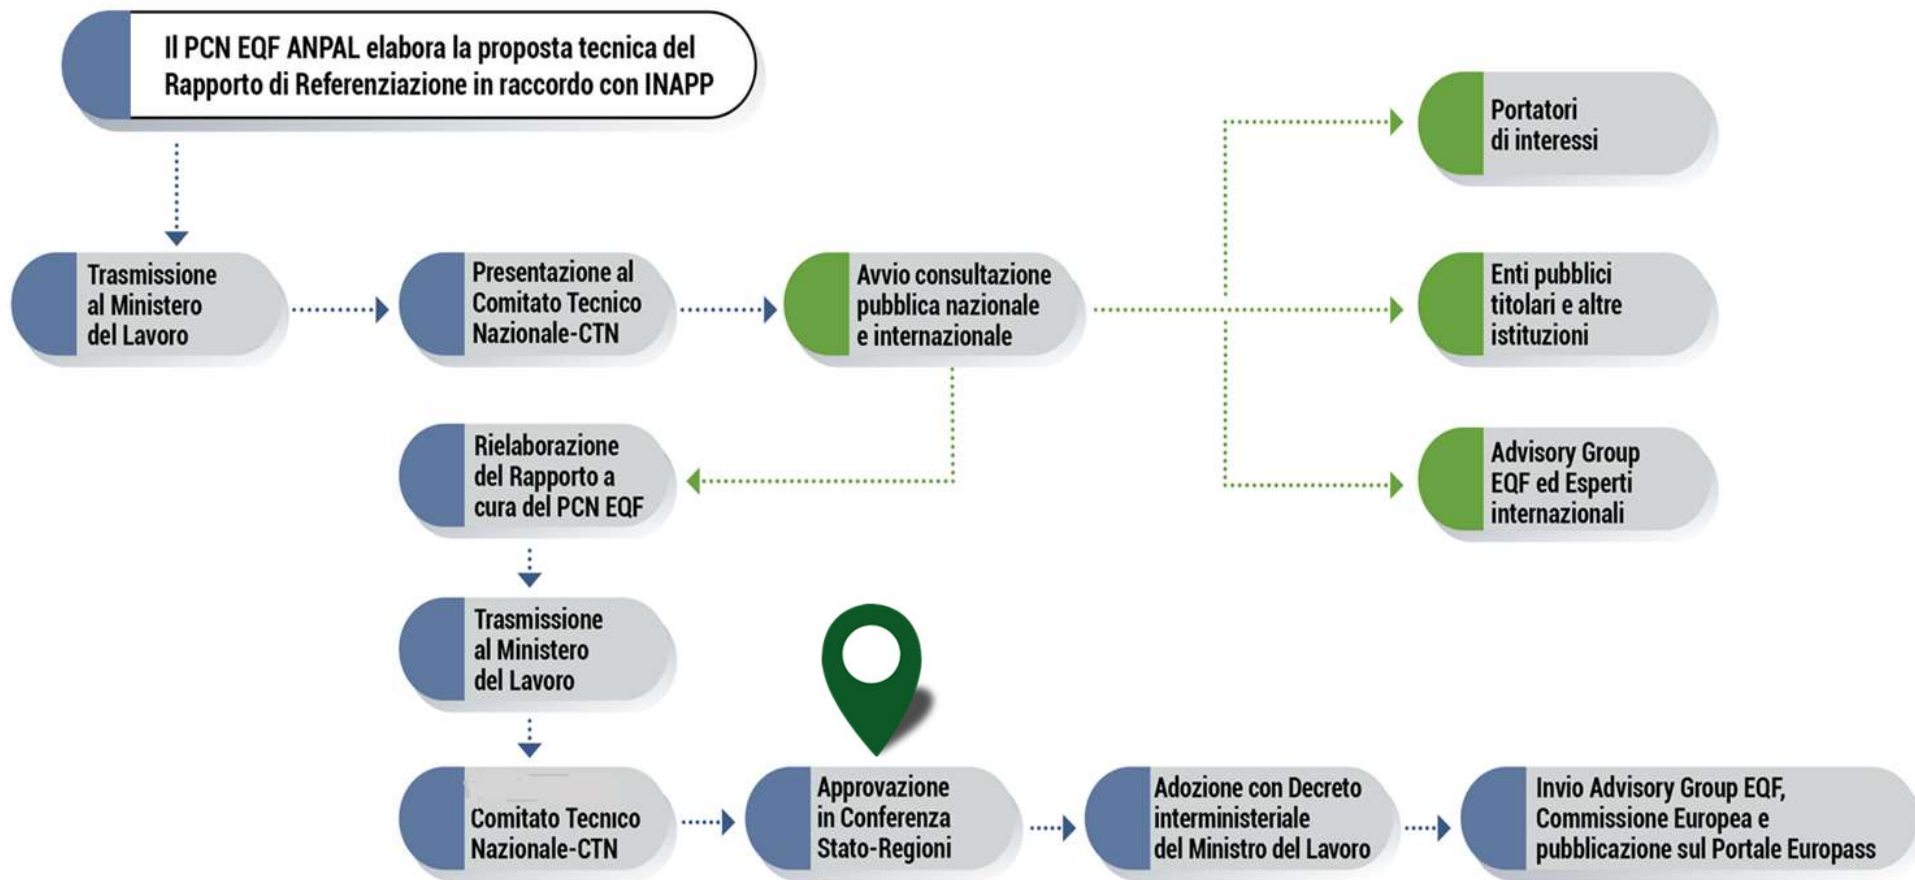 Il PCN EQF ANPAL elabora la proposta tecnica del
Rapporto di Referenziazione in raccordo con INAPP
Portatori
di interessi
Trasmissione
al Ministero
del Lavoro
Presentazione al
Comitato Tecnico
Nazionale-CTN
Avvio consultazione
pubblica nazionale
e internazionale
Enti pubblici
titolari e altre
istituzioni
Rielaborazione
del Rapporto a
cura del PCN EQF
Advisory Group
EQF ed Esperti
internazionali
Trasmissione
al Ministero
del Lavoro
Comitato Tecnico
Nazionale-CTN
Approvazione
in Conferenza
Stato-Regioni
Adozione con Decreto
interministeriale
del Ministro del Lavoro
Invio Advisory Group EQF,
Commissione Europea e
pubblicazione sul Portale Europass